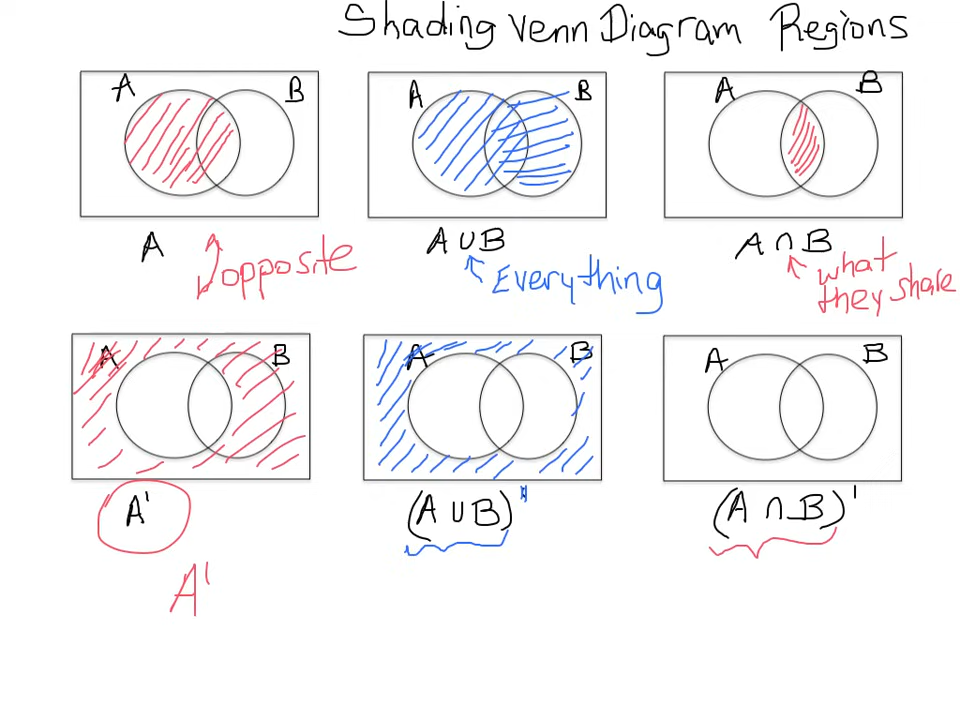 Shading Venn Diagram Regions
A B
A B
A B
A
opposite
A ∪ B
Everything
A ∩ B
what
they share
A B
A B
A B
A'
(A ∪ B)'
(A ∩ B)'
A'